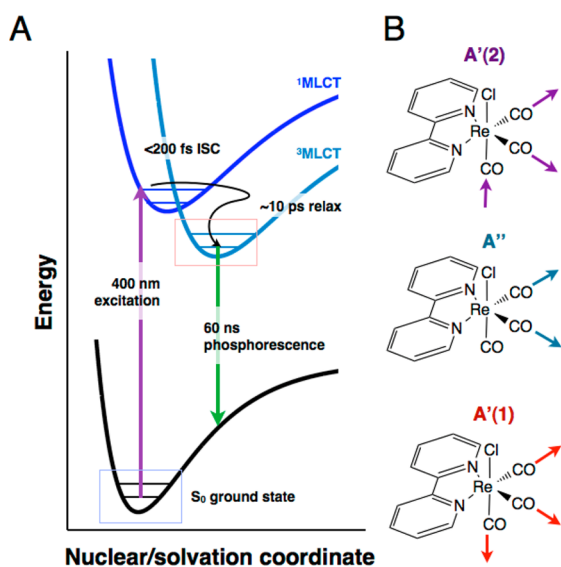 A
Energy
¹MLCT
<200 fs ISC
³MLCT
~10 ps relax
400 nm
excitation
60 ns
phosphorescence
S₀ ground state
Nuclear/solvation coordinate
B
A'(2)
Cl
N
CO
Re
CO
N
CO
A''
Cl
N
CO
Re
CO
N
CO
A'(1)
Cl
N
CO
Re
CO
N
CO